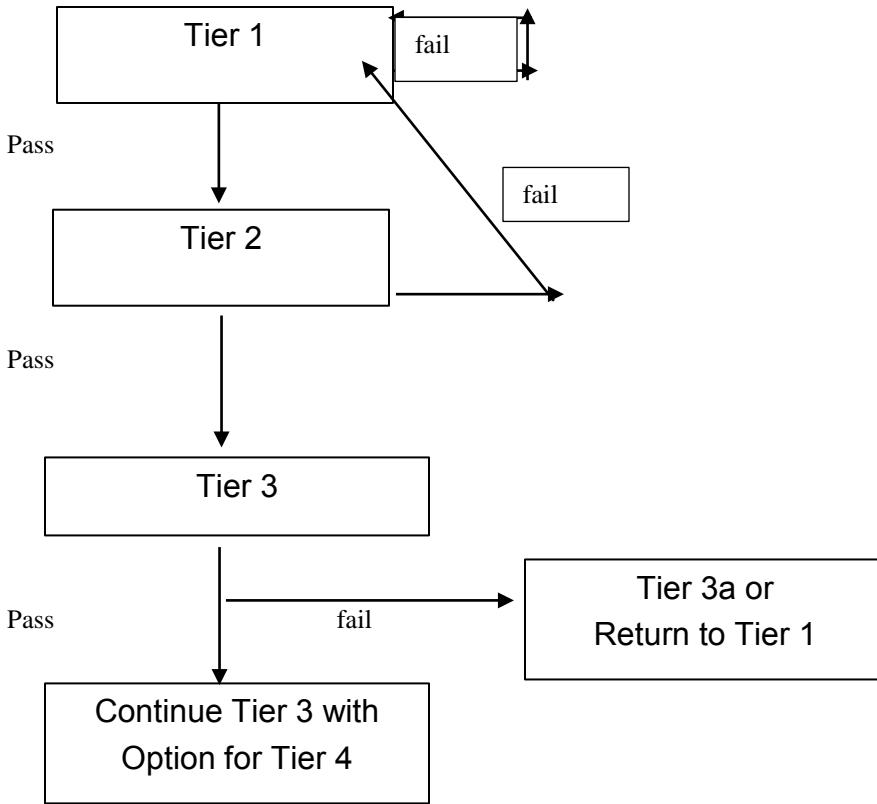 Tier 1
fail
Pass
fail
Tier 2
Pass
Tier 3
Tier 3a or
Return to Tier 1
Pass
fail
Continue Tier 3 with
Option for Tier 4